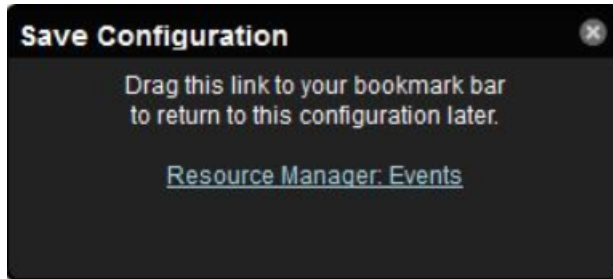 Save Configuration
Drag this link to your bookmark bar
to return to this configuration later.
Resource Manager: Events